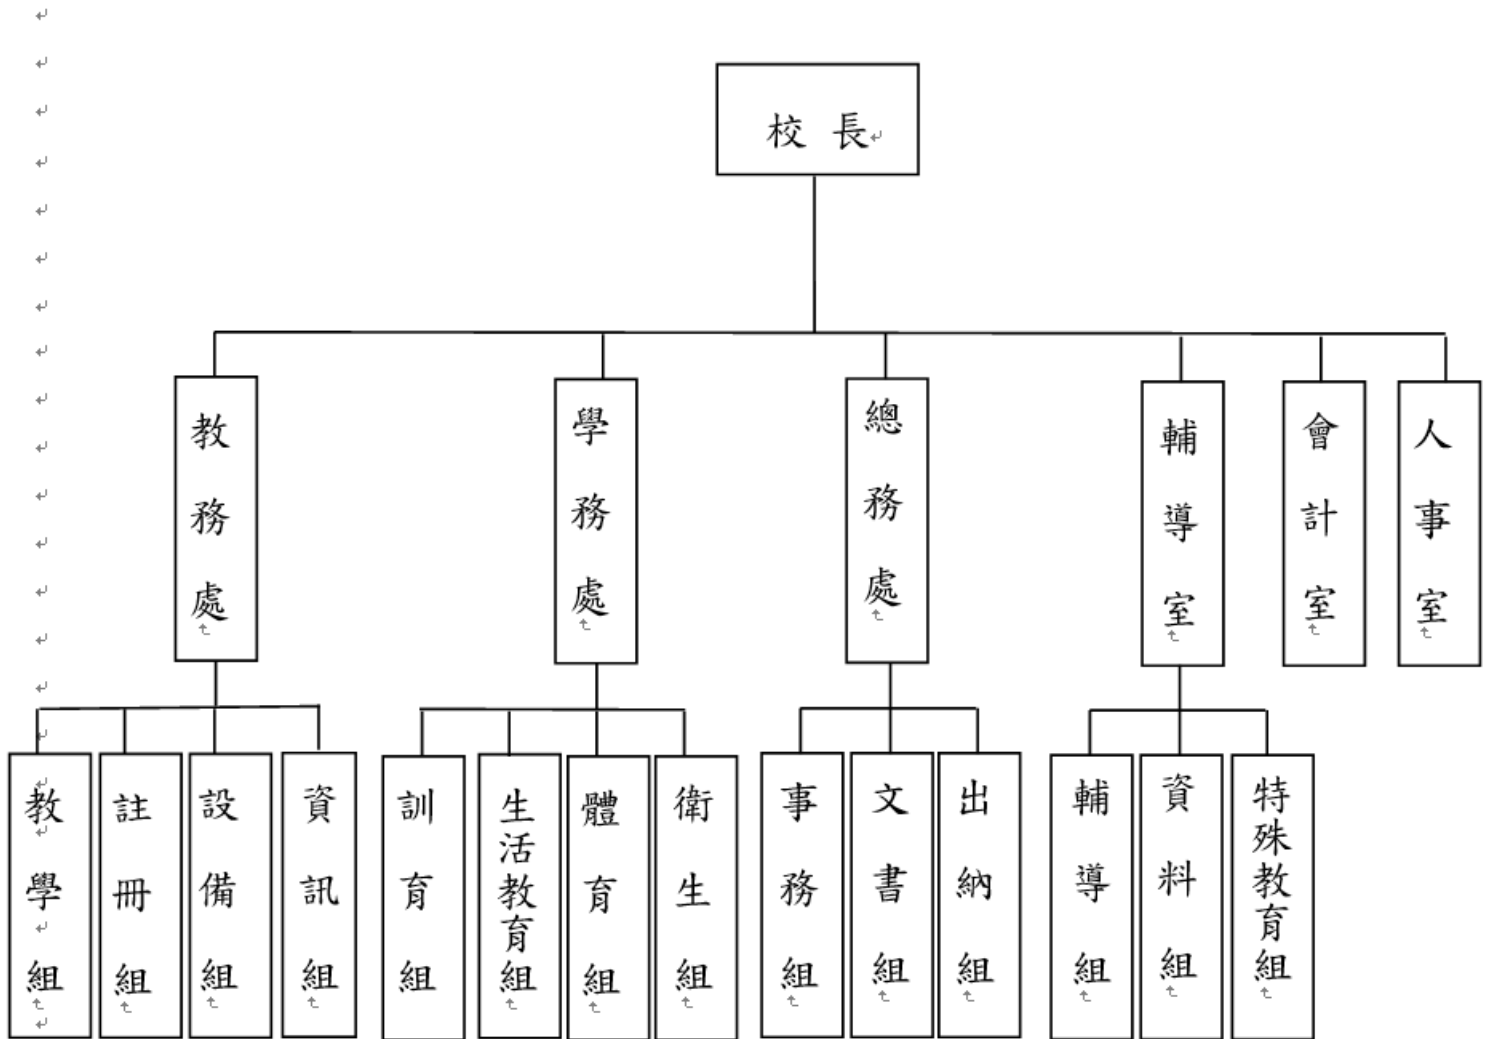 校長
教務處
學務處
總務處
輔導室
會計室
人事室
教學組
註冊組
設備組
資訊組
訓育組
生活教育組
體育組
衛生組
事務組
文書組
出納組
輔導組
資料組
特殊教育組